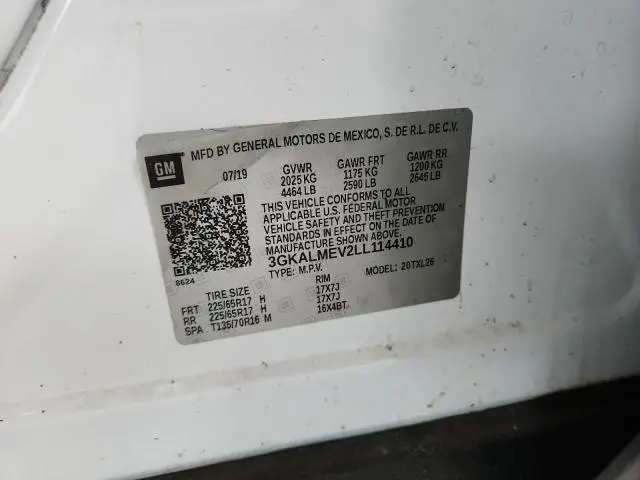 GM
MFD BY GENERAL MOTORS DE MEXICO, S. DE R.L. DE C.V.
07/19 GVWR GAWR FRT GAWR RR
2025 KG 1175 KG 1200 KG
4464 LB 2590 LB 2645 LB
THIS VEHICLE CONFORMS TO ALL
APPLICABLE U.S. FEDERAL MOTOR
VEHICLE SAFETY AND THEFT PREVENTION
STANDARDS IN EFFECT ON THE DATE OF
MANUFACTURE SHOWN ABOVE.
3GKALMEV2LL114410
8624 TYPE: M.P.V. MODEL: 20TXL26
TIRE SIZE RIM
FRT 225/65R17 H 17X7J
RR 225/65R17 H 17X7J
SPA T135/70R16 M 16X4BT